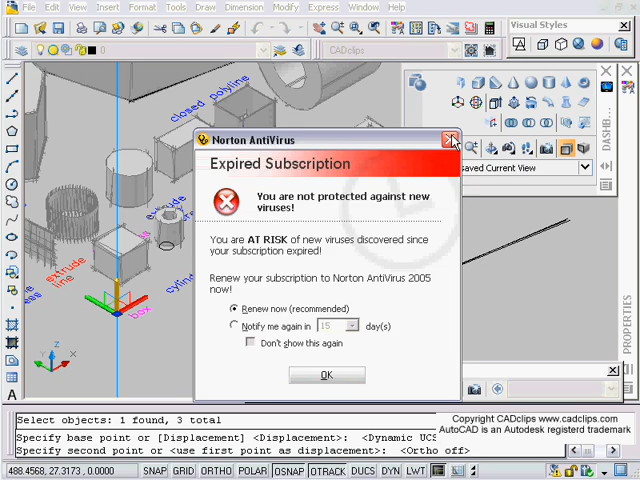 File Edit View Insert Format Tools Draw Dimension Modify Express Window Help
Visual Styles
0
CADclips
closed polyline
DASHB
saved Current View
Norton AntiVirus
Expired Subscription
You are not protected against new
viruses!
You are AT RISK of new viruses discovered since
your subscription expired!
Renew your subscription to Norton AntiVirus 2005
now!
Renew now (recommended)
Notify me again in 15 day(s)
Don't show this again
OK
extrude
line
box
PROPERTIES
Z
Y
X
Select objects: 1 found, 3 total
Specify base point or [Displacement] <Displacement>: <Dynamic UCS
Specify second point or <use first point as displacement>: <Ortho off>
Copyright CADclips www.cadclips.com
AutoCAD is an Autodesk registerd trademark
488.4568, 27.3173, 0.0000 SNAP GRID ORTHO POLAR OSNAP OTRACK DUCS DYN LWT